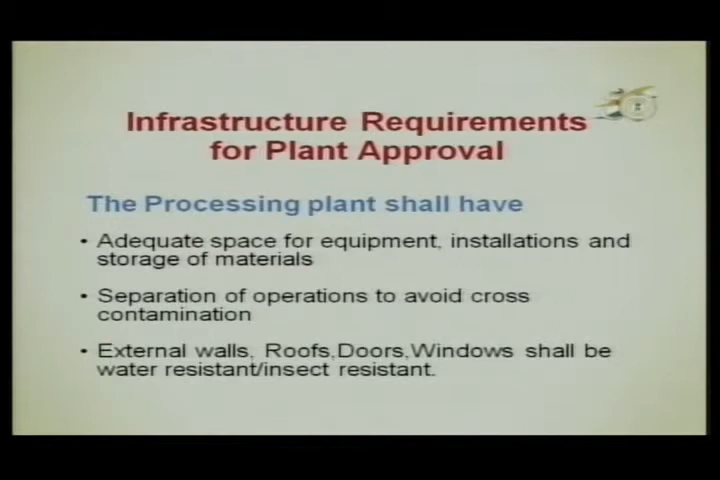 Infrastructure Requirements
for Plant Approval
The Processing plant shall have
• Adequate space for equipment, installations and
storage of materials
• Separation of operations to avoid cross
contamination
• External walls, Roofs,Doors,Windows shall be
water resistant/insect resistant.